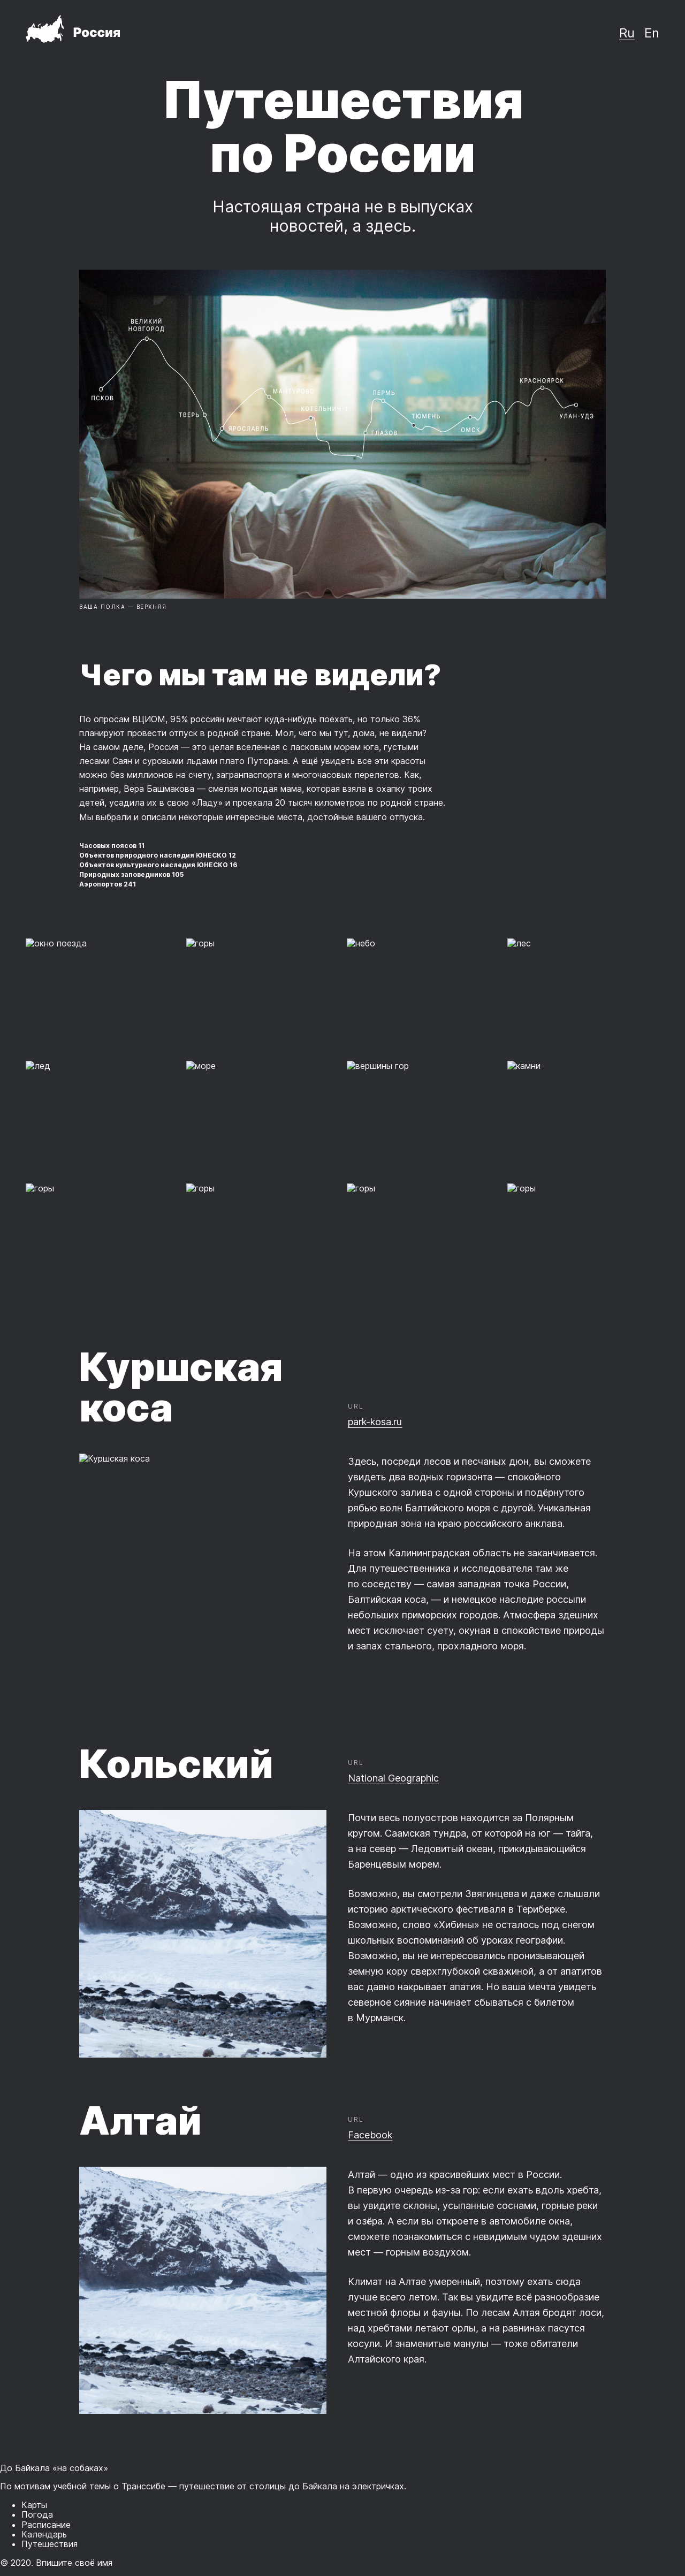 Россия
Ru En
Путешествия
по России
Настоящая страна не в выпусках
новостей, а здесь.
ВЕЛИКИЙ
НОВГОРОД
ПСКОВ
ТВЕРЬ
ЯРОСЛАВЛЬ
ПЕРМЬ
ГЛАЗОВ
ТЮМЕНЬ
ОМСК
КРАСНОЯРСК
УЛАН-УДЭ
ВАША ПОЛКА — ВЕРХНЯЯ
Чего мы там не видели?
По опросам ВЦИОМ, 95% россиян мечтают куда-нибудь поехать, но только 36%
планируют провести отпуск в родной стране. Мол, чего мы тут, дома, не видели?
На самом деле, Россия — это целая вселенная с ласковым морем юга, густыми
лесами Саян и суровыми льдами плато Путорана. А ещё увидеть все эти красоты
можно без миллионов на счету, загранпаспорта и многочасовых перелетов. Как,
например, Вера Башмакова — смелая молодая мама, которая взяла в охапку троих
детей, усадила их в свою «Ладу» и проехала 20 тысяч километров по родной стране.
Мы выбрали и описали некоторые интересные места, достойные вашего отпуска.
Часовых поясов 11
Объектов природного наследия ЮНЕСКО 12
Объектов культурного наследия ЮНЕСКО 16
Природных заповедников 105
Аэропортов 241
окно поезда горы небо лес
лед море вершины гор камни
горы горы горы горы
Куршская
коса
URL
park-kosa.ru
Куршская коса
Здесь, посреди лесов и песчаных дюн, вы сможете
увидеть два водных горизонта — спокойного
Куршского залива с одной стороны и подёрнутого
рябью волн Балтийского моря с другой. Уникальная
природная зона на краю российского анклава.
На этом Калининградская область не заканчивается.
Для путешественника и исследователя там же
по соседству — самая западная точка России,
Балтийская коса, — и немецкое наследие россыпи
небольших приморских городов. Атмосфера здешних
мест исключает суету, окуная в спокойствие природы
и запах стального, прохладного моря.
Кольский
URL
National Geographic
Почти весь полуостров находится за Полярным
кругом. Саамская тундра, от которой на юг — тайга,
а на север — Ледовитый океан, прикидывающийся
Баренцевым морем.
Возможно, вы смотрели Звягинцева и даже слышали
историю арктического фестиваля в Териберке.
Возможно, слово «Хибины» не осталось под снегом
школьных воспоминаний об уроках географии.
Возможно, вы не интересовались пронизывающей
земную кору сверхглубокой скважиной, а от апатитов
вас давно накрывает апатия. Но ваша мечта увидеть
северное сияние начинает сбываться с билетом
в Мурманск.
Алтай
URL
Facebook
Алтай — одно из красивейших мест в России.
В первую очередь из-за гор: если ехать вдоль хребта,
вы увидите склоны, усыпанные соснами, горные реки
и озёра. А если вы откроете в автомобиле окна,
сможете познакомиться с невидимым чудом здешних
мест — горным воздухом.
Климат на Алтае умеренный, поэтому ехать сюда
лучше всего летом. Так вы увидите всё разнообразие
местной флоры и фауны. По лесам Алтая бродят лоси,
над хребтами летают орлы, а на равнинах пасутся
косули. И знаменитые манулы — тоже обитатели
Алтайского края.
До Байкала «на собаках»
По мотивам учебной темы о Транссибе — путешествие от столицы до Байкала на электричках.
Карты
Погода
Расписание
Календарь
Путешествия
© 2020. Впишите своё имя